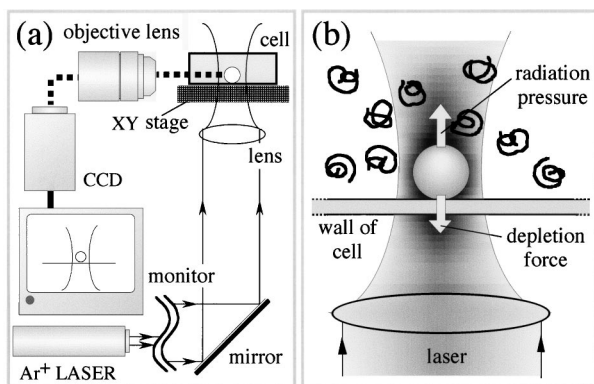 (a)
objective lens
cell
XY stage
lens
CCD
monitor
mirror
Ar+ LASER
(b)
radiation
pressure
wall of
cell
depletion
force
laser